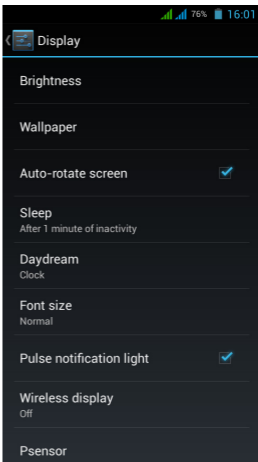 76% 16:01
Display
Brightness
Wallpaper
Auto-rotate screen
Sleep
After 1 minute of inactivity
Daydream
Clock
Font size
Normal
Pulse notification light
Wireless display
Off
Psensor